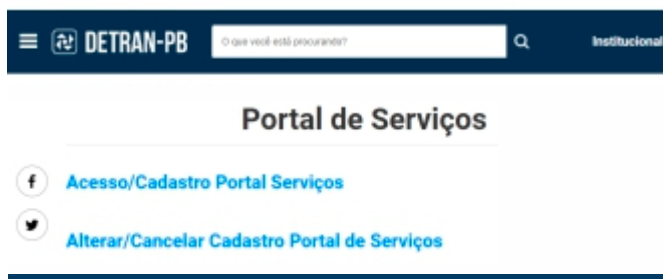 DETRAN-PB O que você está procurando? Institucional
Portal de Serviços
Acesso/Cadastro Portal Serviços
Alterar/Cancelar Cadastro Portal de Serviços